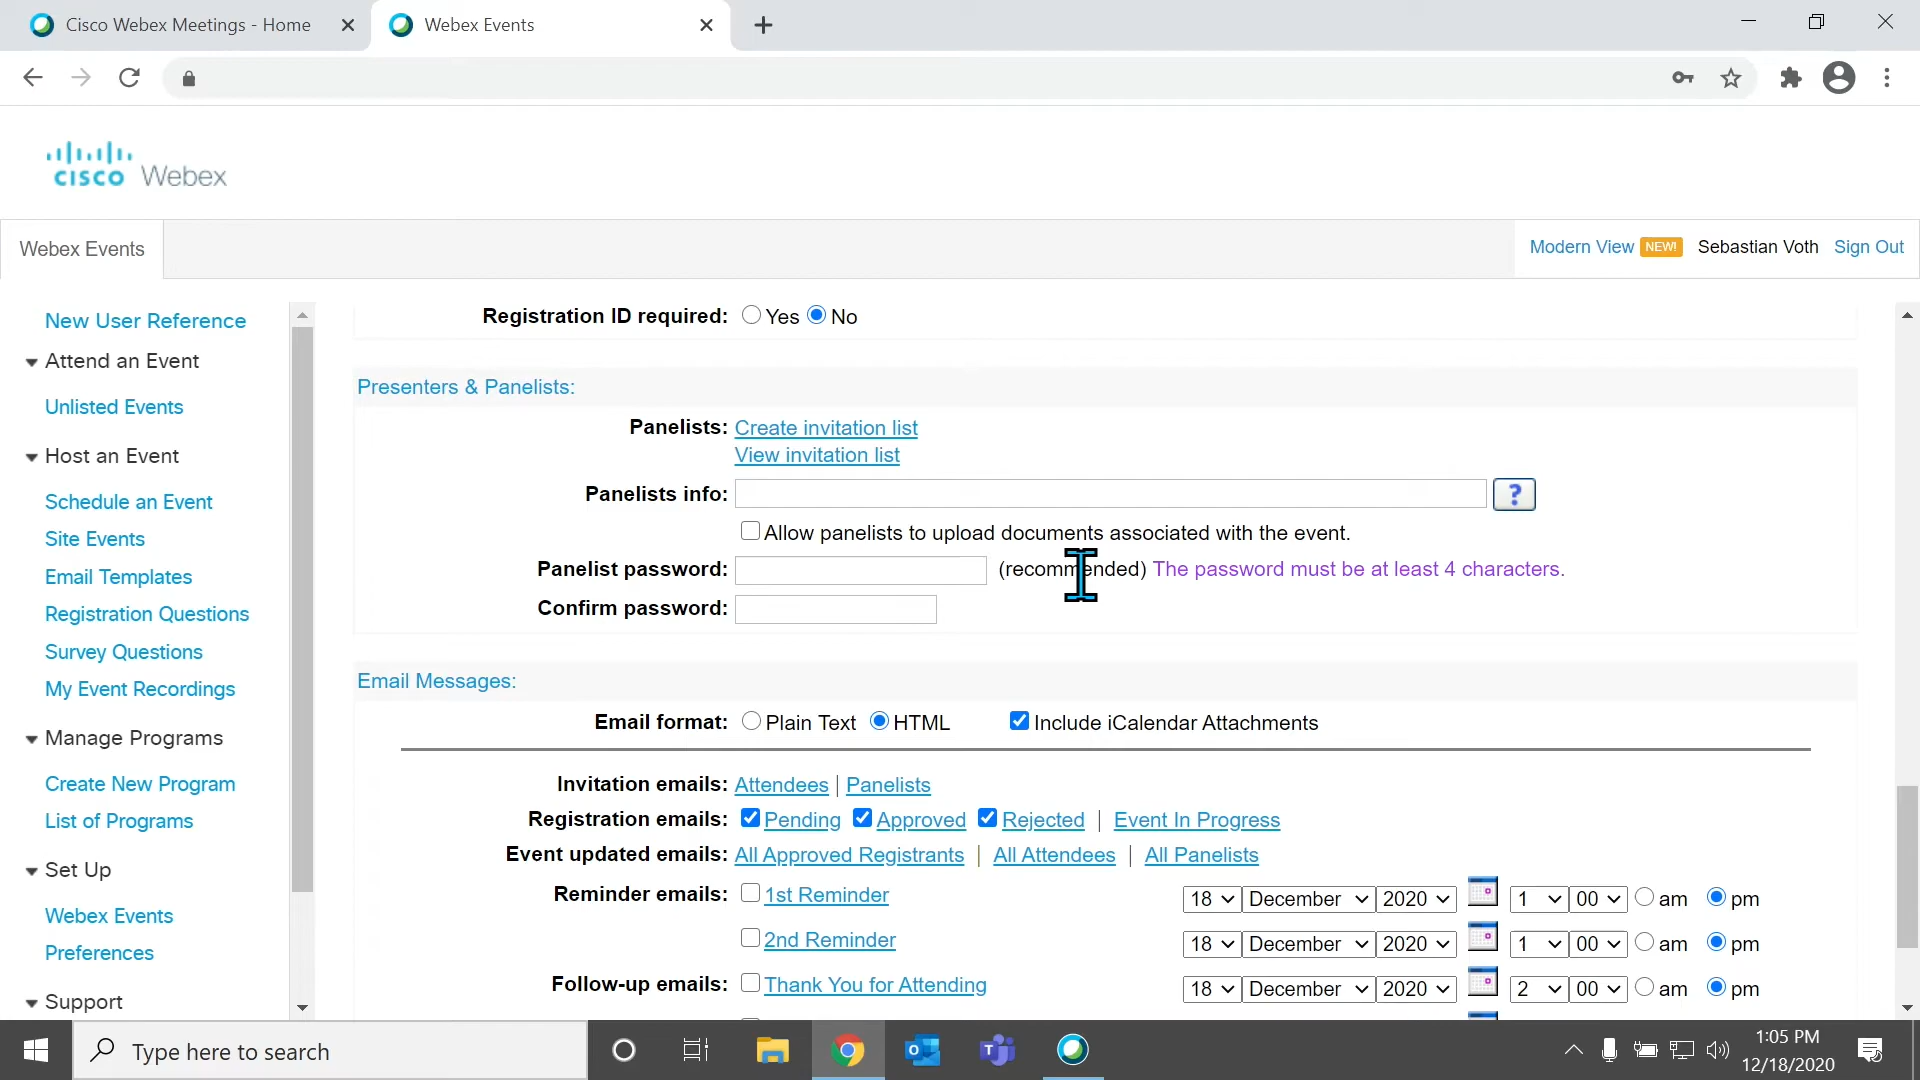 Cisco Webex Meetings - Home
Webex Events
cisco Webex
Webex Events
Modern View NEW! Sebastian Voth Sign Out
New User Reference
Attend an Event
Unlisted Events
Host an Event
Schedule an Event
Site Events
Email Templates
Registration Questions
Survey Questions
My Event Recordings
Manage Programs
Create New Program
List of Programs
Set Up
Webex Events
Preferences
Support
Registration ID required: Yes No
Presenters & Panelists:
Panelists: Create invitation list
View invitation list
Panelists info: ?
Allow panelists to upload documents associated with the event.
Panelist password: (recommended) The password must be at least 4 characters.
Confirm password:
Email Messages:
Email format: Plain Text HTML Include iCalendar Attachments
Invitation emails: Attendees | Panelists
Registration emails: Pending Approved Rejected | Event In Progress
Event updated emails: All Approved Registrants | All Attendees | All Panelists
Reminder emails: 1st Reminder 18 December 2020 1 00 am pm
2nd Reminder 18 December 2020 1 00 am pm
Follow-up emails: Thank You for Attending 18 December 2020 2 00 am pm
Type here to search
1:05 PM
12/18/2020